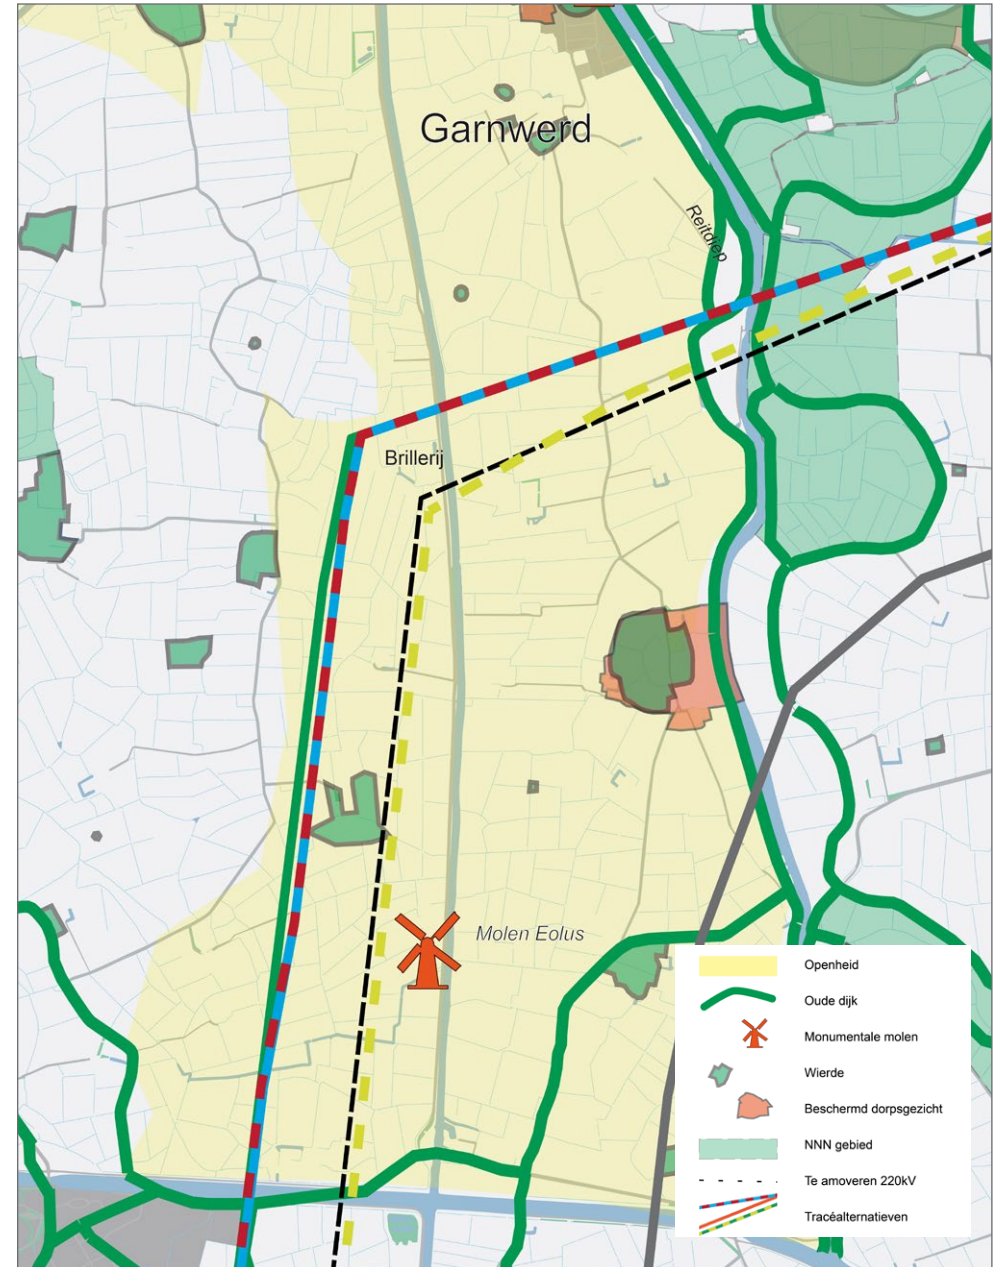 Garnwerd
Reitdiep
Brillerij
Molen Eolus
Openheid
Oude dijk
Monumentale molen
Wierde
Beschermd dorpsgezicht
NNN gebied
Te amoveren 220kV
Tracéalternatieven